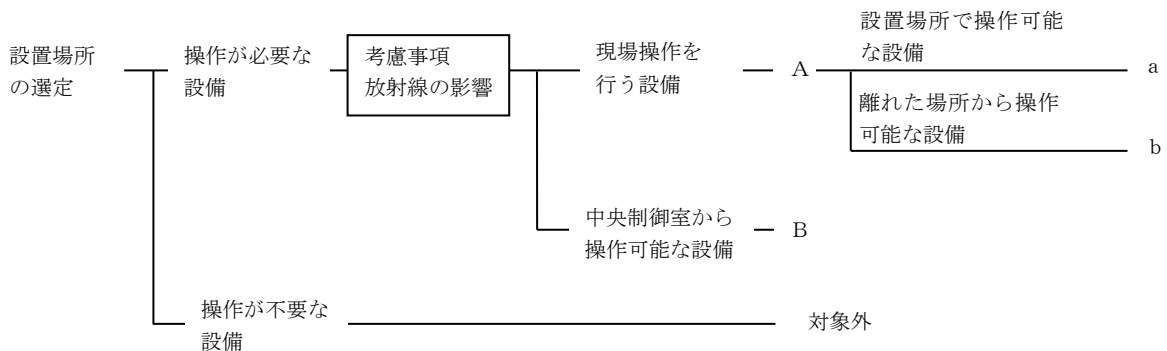 設置場所
の選定
操作が必要な
設備
考慮事項
放射線の影響
現場操作を
行う設備
A
設置場所で操作可能
な設備
a
離れた場所から操作
可能な設備
b
中央制御室から
操作可能な設備
B
操作が不要な
設備
対象外